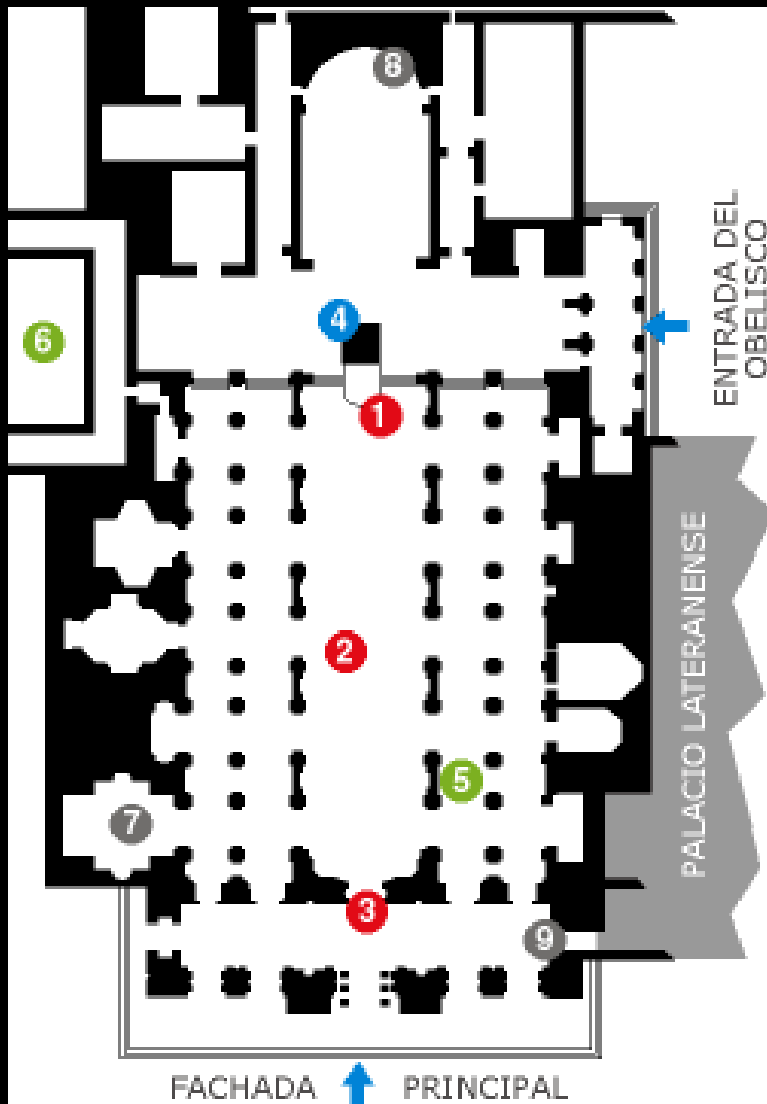 8
ENTRADA DEL
OBELISCO
4
6
1
PALACIO LATERANENSE
2
5
7
3
9
FACHADA PRINCIPAL